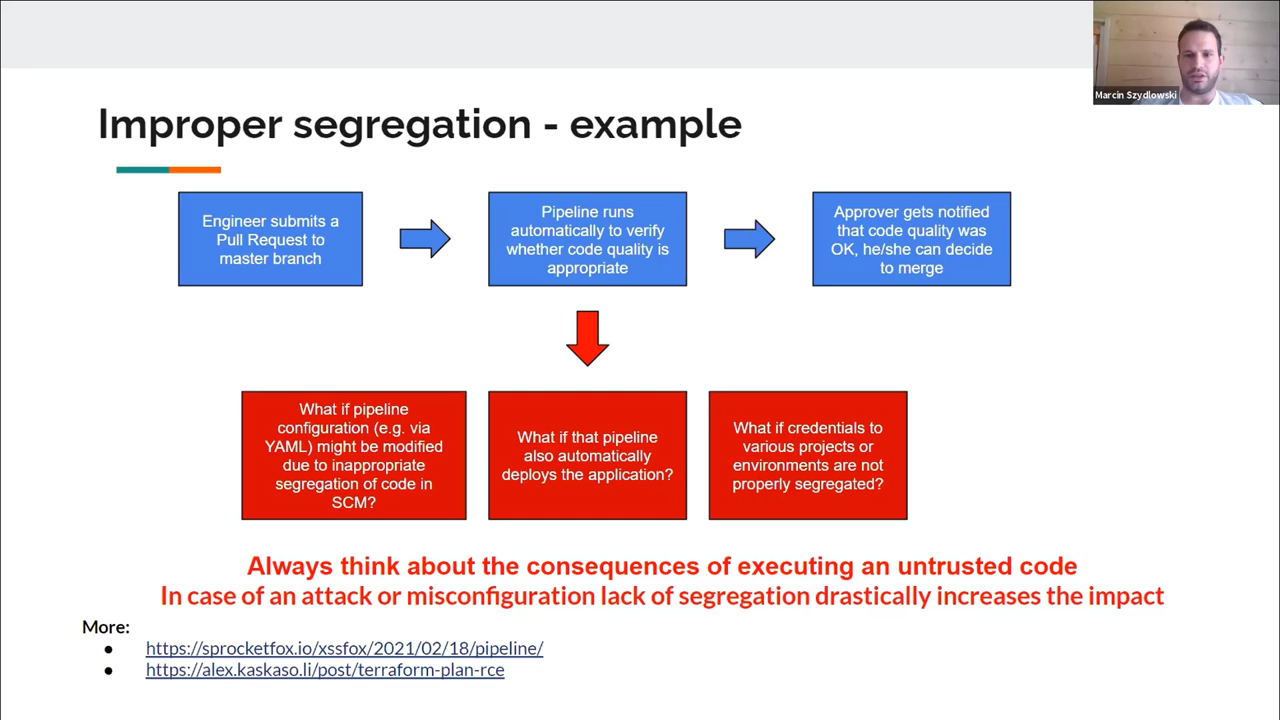 Marcin Szydlowski
Improper segregation - example
Engineer submits a
Pull Request to
master branch
Pipeline runs
automatically to verify
whether code quality is
appropriate
Approver gets notified
that code quality was
OK, he/she can decide
to merge
What if pipeline
configuration (e.g. via
YAML) might be modified
due to inappropriate
segregation of code in
SCM?
What if that pipeline
also automatically
deploys the application?
What if credentials to
various projects or
environments are not
properly segregated?
Always think about the consequences of executing an untrusted code
In case of an attack or misconfiguration lack of segregation drastically increases the impact
More:
● https://sprocketfox.io/xssfox/2021/02/18/pipeline/
● https://alex.kaskaso.li/post/terraform-plan-rce